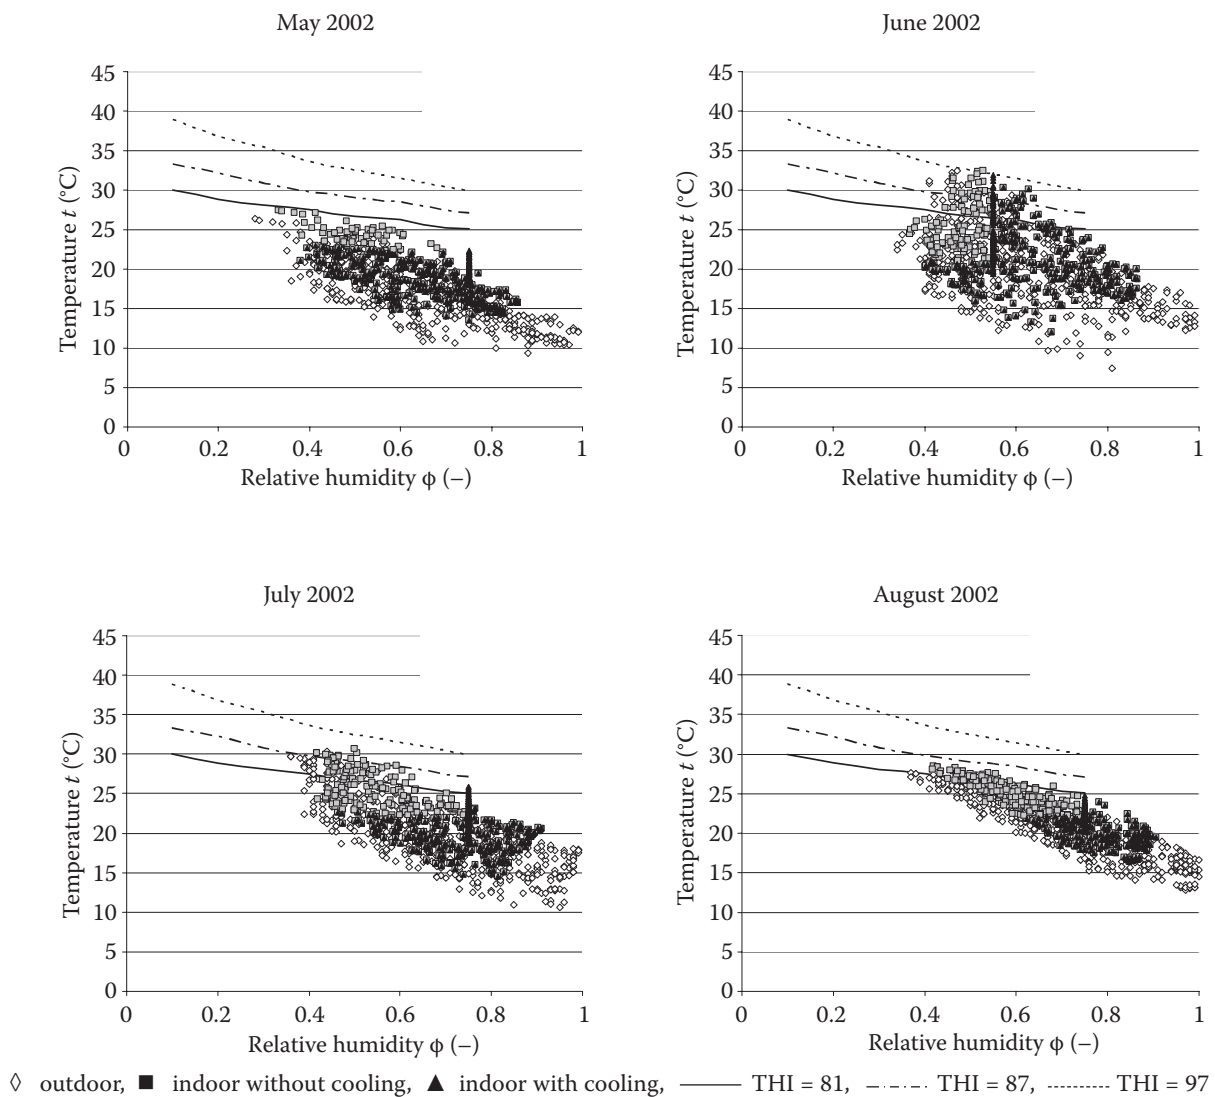 May 2002
June 2002
45
40
35
30
25
20
15
10
5
0
Temperature t (°C)
0 0.2 0.4 0.6 0.8 1
Relative humidity ϕ (–)
45
40
35
30
25
20
15
10
5
0
Temperature t (°C)
0 0.2 0.4 0.6 0.8 1
Relative humidity ϕ (–)
July 2002
August 2002
45
40
35
30
25
20
15
10
5
0
Temperature t (°C)
0 0.2 0.4 0.6 0.8 1
Relative humidity ϕ (–)
45
40
35
30
25
20
15
10
5
0
Temperature t (°C)
0 0.2 0.4 0.6 0.8 1
Relative humidity ϕ (–)
outdoor, indoor without cooling, indoor with cooling, THI = 81, THI = 87, THI = 97